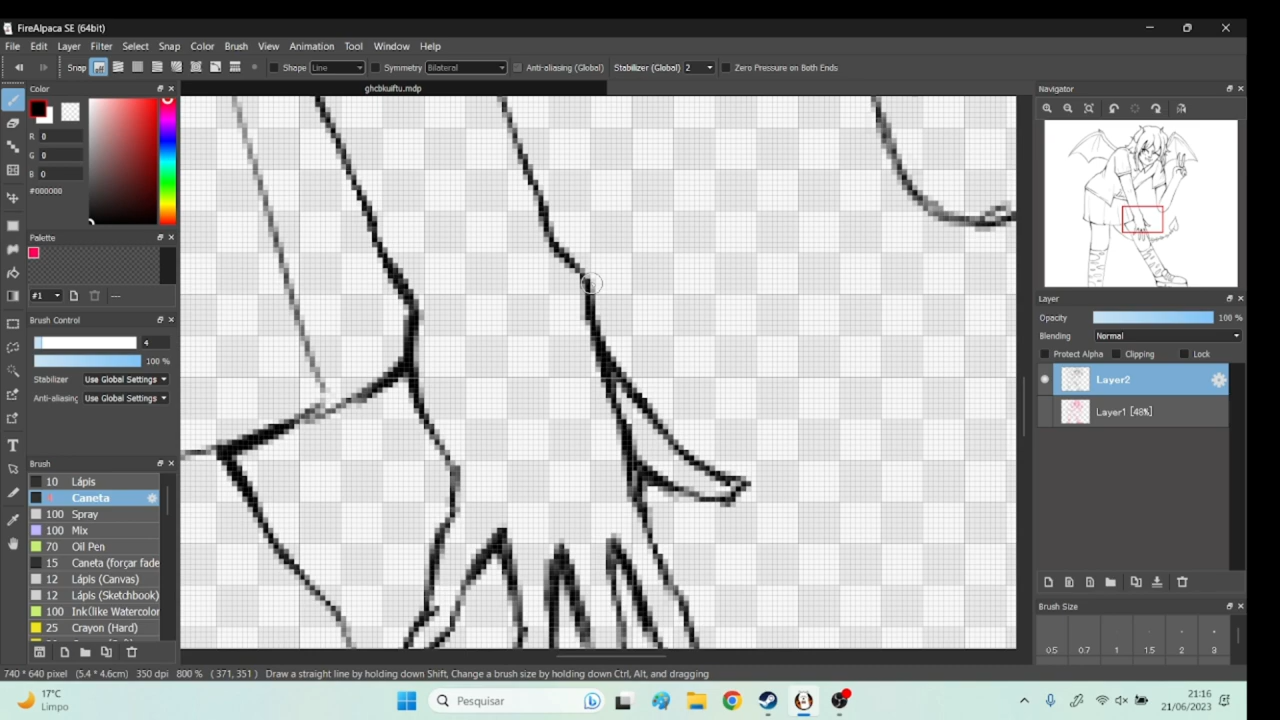 FireAlpaca SE (64bit)
File Edit Layer Filter Select Snap Color Brush View Animation Tool Window Help
Snap Shape Line Symmetry Bilateral Anti-aliasing (Global) Stabilizer (Global) 2 Zero Pressure on Both Ends
Color
ghcbkuiftu.mdp
Navigator
R 0
G 0
B 0
#000000
Palette
#1 ---
Layer
Opacity 100 %
Blending Normal
Protect Alpha Clipping Lock
Layer2
Layer1 [48%]
Brush Control
4
100 %
Stabilizer Use Global Settings
Anti-aliasing Use Global Settings
Brush
10 Lápis
4 Caneta
100 Spray
100 Mix
70 Oil Pen
15 Caneta (forçar fade
12 Lápis (Canvas)
12 Lápis (Sketchbook)
100 Ink(like Watercolor
25 Crayon (Hard)
Brush Size
0.5 0.7 1 1.5 2 3
740 * 640 pixel (5.4 * 4.6cm) 350 dpi 800 % ( 371, 351 ) Draw a straight line by holding down Shift, Change a brush size by holding down Ctrl, Alt, and dragging
17°C
Limpo
Pesquisar
21:16
21/06/2023